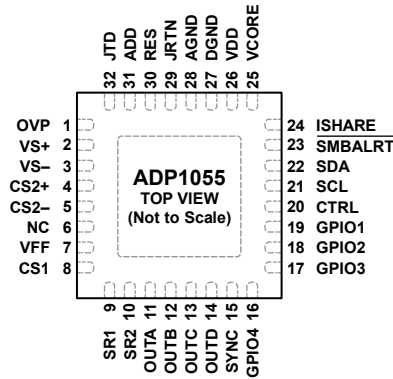 32 JTD
31 ADD
30 RES
29 JRTN
28 AGND
27 DGND
26 VDD
25 VCORE
OVP 1
VS+ 2
VS– 3
CS2+ 4
CS2– 5
NC 6
VFF 7
CS1 8
ADP1055
TOP VIEW
(Not to Scale)
24 ISHARE
23 SMBALRT
22 SDA
21 SCL
20 CTRL
19 GPIO1
18 GPIO2
17 GPIO3
SR1 9
SR2 10
OUTA 11
OUTB 12
OUTC 13
OUTD 14
SYNC 15
GPIO4 16